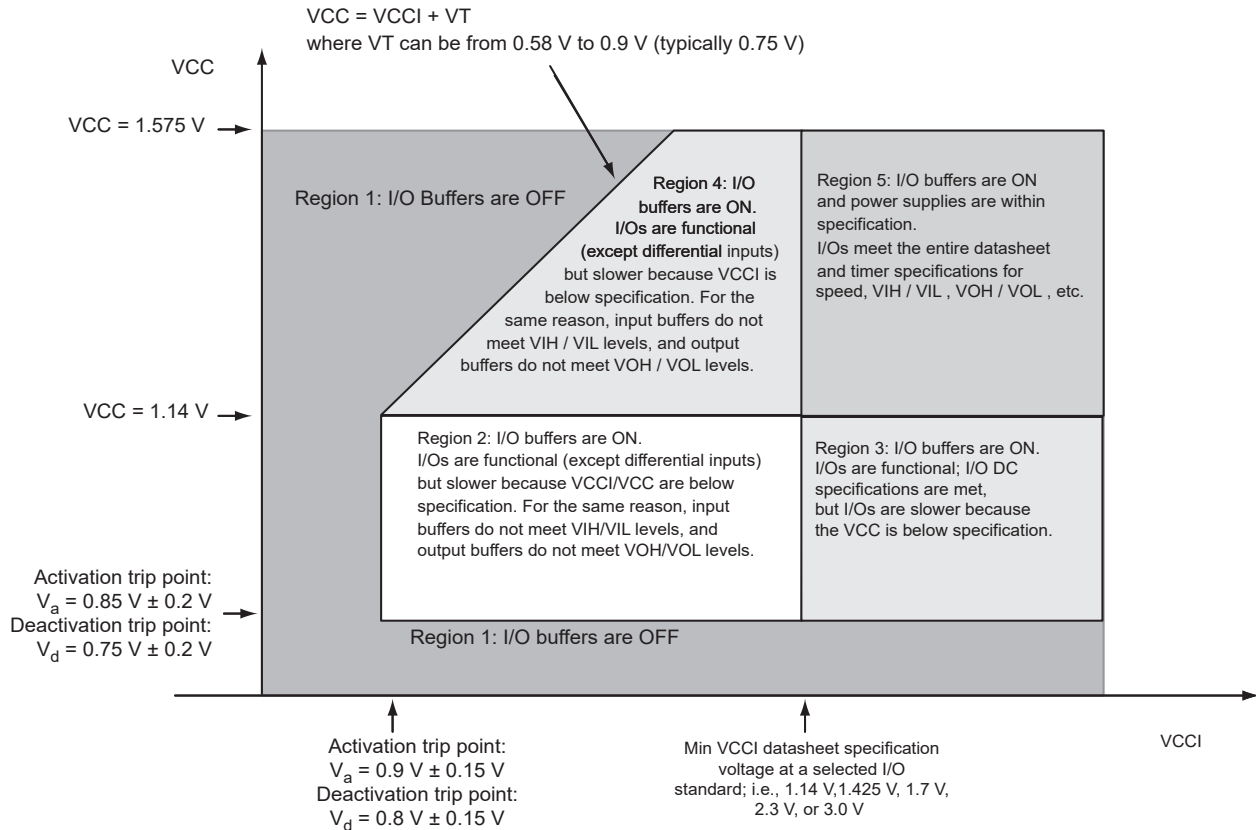 VCC = VCCI + VT
where VT can be from 0.58 V to 0.9 V (typically 0.75 V)
VCC
VCC = 1.575 V
Region 1: I/O Buffers are OFF
Region 4: I/O
buffers are ON.
I/Os are functional
(except differential inputs)
but slower because VCCI is
below specification. For the
same reason, input buffers do not
meet VIH / VIL levels, and output
buffers do not meet VOH / VOL levels.
Region 5: I/O buffers are ON
and power supplies are within
specification.
I/Os meet the entire datasheet
and timer specifications for
speed, VIH / VIL , VOH / VOL , etc.
VCC = 1.14 V
Region 2: I/O buffers are ON.
I/Os are functional (except differential inputs)
but slower because VCCI/VCC are below
specification. For the same reason, input
buffers do not meet VIH/VIL levels, and
output buffers do not meet VOH/VOL levels.
Region 3: I/O buffers are ON.
I/Os are functional; I/O DC
specifications are met,
but I/Os are slower because
the VCC is below specification.
Activation trip point:
Va = 0.85 V ± 0.2 V
Deactivation trip point:
Vd = 0.75 V ± 0.2 V
Region 1: I/O buffers are OFF
Activation trip point:
Va = 0.9 V ± 0.15 V
Deactivation trip point:
Vd = 0.8 V ± 0.15 V
Min VCCI datasheet specification
voltage at a selected I/O
standard; i.e., 1.14 V,1.425 V, 1.7 V,
2.3 V, or 3.0 V
VCCI